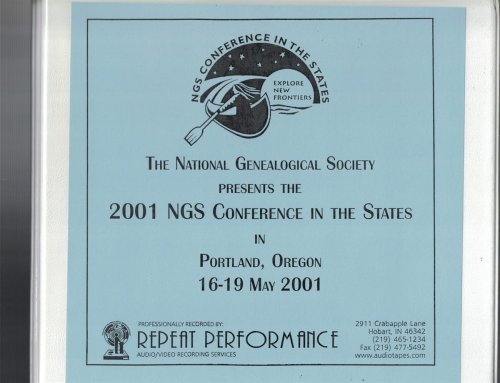 NGS CONFERENCE IN THE STATES
EXPLORE
NEW
FRONTIERS
THE NATIONAL GENEALOGICAL SOCIETY
PRESENTS THE
2001 NGS CONFERENCE IN THE STATES
IN
PORTLAND, OREGON
16-19 MAY 2001
PROFESSIONALLY RECORDED BY:
REPEAT PERFORMANCE
AUDIO/VIDEO RECORDING SERVICES
2911 Crabapple Lane
Hobart, IN 46342
(219) 465-1234
Fax (219) 477-5492
www.audiotapes.com